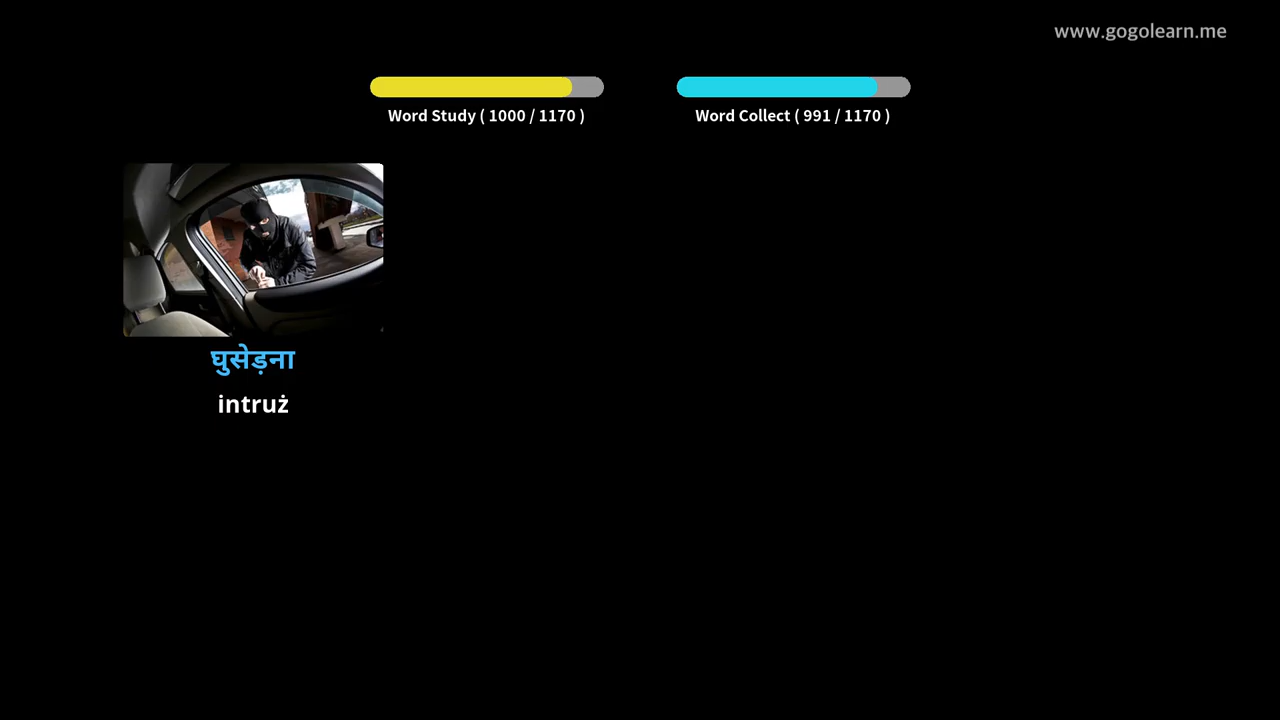 www.gogolearn.me
Word Study ( 1000 / 1170 )
Word Collect ( 991 / 1170 )
घुसेड़ना
intruż